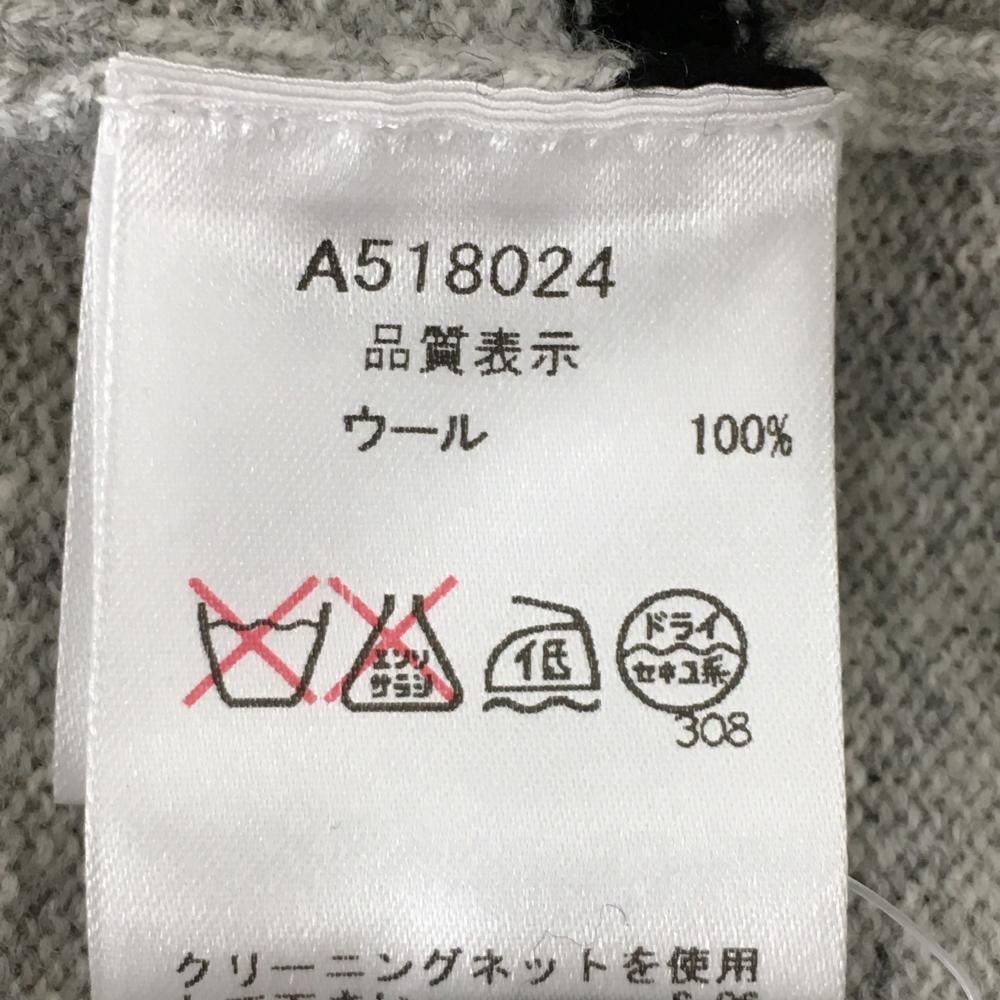 A518024
品質表示
ウール 100%
エンソ
サラシ
低
ドライ
セキユ系
308
クリーニングネットを使用